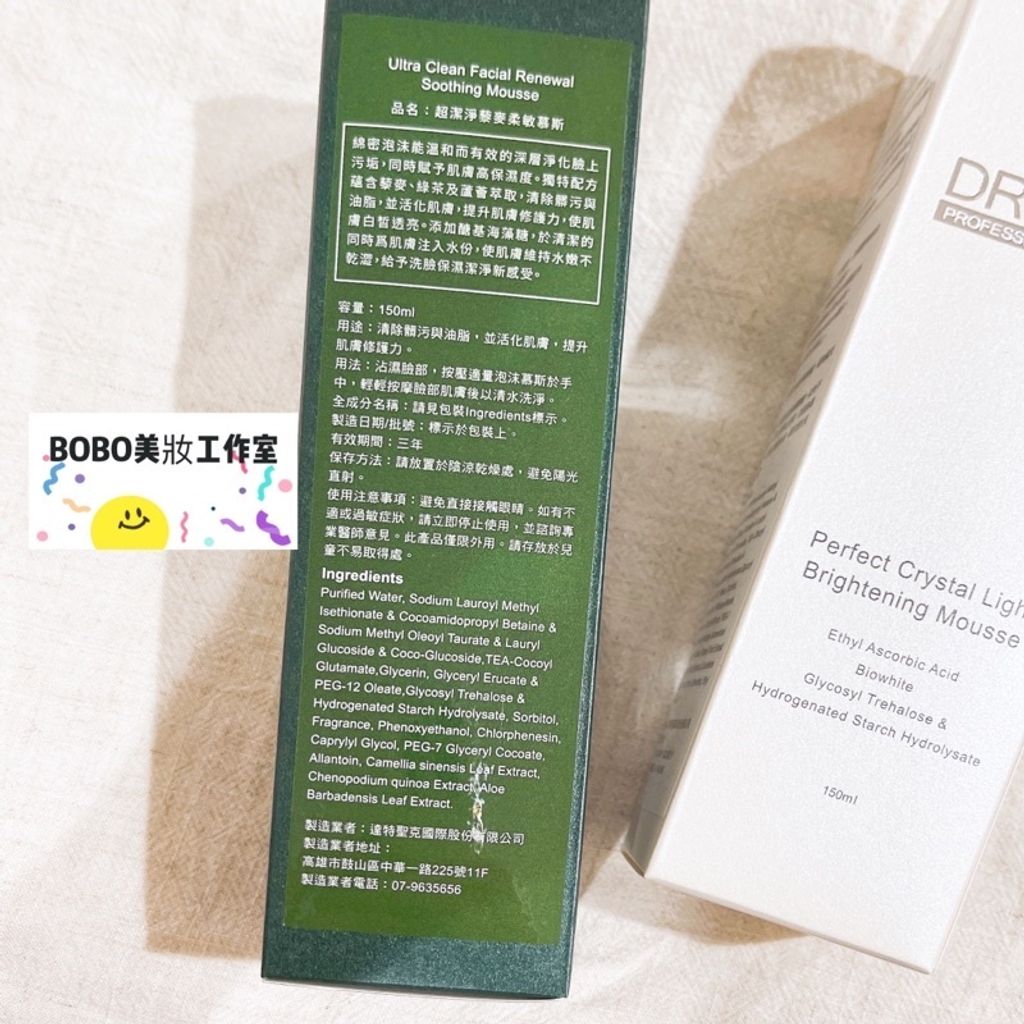 Ultra Clean Facial Renewal
Soothing Mousse
品名：超潔淨藜麥柔敏慕斯
綿密泡沫能溫和而有效的深層淨化臉上
污垢，同時賦予肌膚高保濕度。獨特配方
蘊含藜麥、綠茶及蘆薈萃取，清除髒污與
油脂，並活化肌膚，提升肌膚修護力，使肌
膚白皙透亮。添加醣基海藻糖，於清潔的
同時爲肌膚注入水份，使肌膚維持水嫩不
乾澀，給予洗臉保濕潔淨新感受。
容量：150ml
用途：清除髒污與油脂，並活化肌膚，提升
肌膚修護力。
用法：沾濕臉部，按壓適量泡沫慕斯於手
中，輕輕按摩臉部肌膚後以清水洗淨。
全成分名稱：請見包裝Ingredients標示。
製造日期/批號：標示於包裝上。
有效期間：三年
保存方法：請放置於陰涼乾燥處，避免陽光
直射。
使用注意事項：避免直接接觸眼睛。如有不
適或過敏症狀，請立即停止使用，並諮詢專
業醫師意見。此產品僅限外用。請存放於兒
童不易取得處。
Ingredients
Purified Water, Sodium Lauroyl Methyl
Isethionate & Cocoamidopropyl Betaine &
Sodium Methyl Oleoyl Taurate & Lauryl
Glucoside & Coco-Glucoside,TEA-Cocoyl
Glutamate,Glycerin, Glyceryl Erucate &
PEG-12 Oleate,Glycosyl Trehalose &
Hydrogenated Starch Hydrolysate, Sorbitol,
Fragrance, Phenoxyethanol, Chlorphenesin,
Caprylyl Glycol, PEG-7 Glyceryl Cocoate,
Allantoin, Camellia sinensis Leaf Extract,
Chenopodium quinoa Extract, Aloe
Barbadensis Leaf Extract.
製造業者：達特聖克國際股份有限公司
製造業者地址：
高雄市鼓山區中華一路225號11F
製造業者電話：07-9635656
BOBO美妝工作室
DR
PROFESS
Perfect Crystal Ligh
Brightening Mousse
Ethyl Ascorbic Acid
Biowhite
Glycosyl Trehalose &
Hydrogenated Starch Hydrolysate
150ml